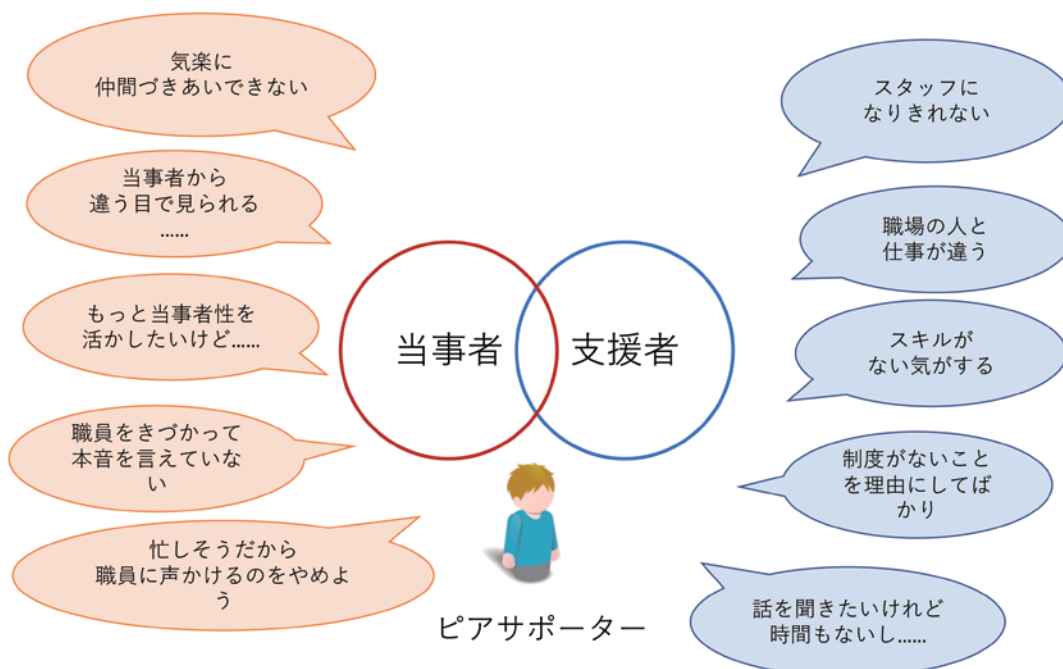 気楽に
仲間づきあいできない
当事者から
違う目で見られる
……
もっと当事者性を
活かしたいけど……
職員をきづかって
本音を言えていな
い
忙しそうだから
職員に声かけるのをやめよ
う
当事者
支援者
ピアサポーター
スタッフに
なりきれない
職場の人と
仕事が違う
スキルが
ない気がする
制度がないこと
を理由にしてば
かり
話を聞きたいけれど
時間もないし……